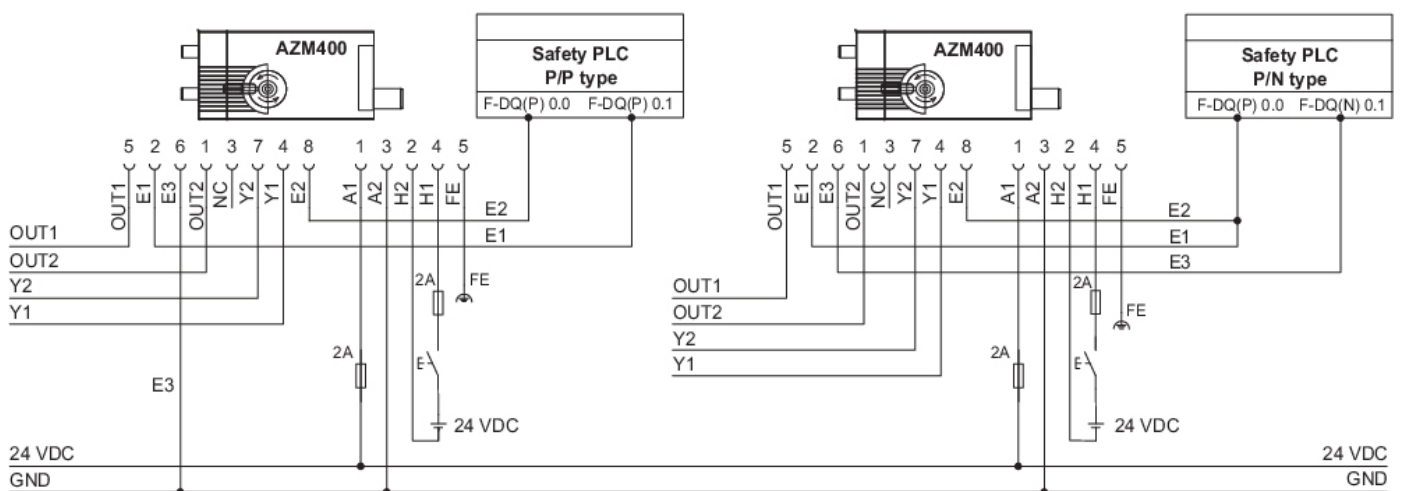 AZM400
Safety PLC
P/P type
F-DQ(P) 0.0 F-DQ(P) 0.1
5 2 6 1 3 7 4 8 1 3 2 4 5
OUT1 E1 E3 OUT2 NC Y2 Y1 E2 A1 A2 H2 H1 FE
E2
E1
OUT1
OUT2
Y2
Y1
2A
FE
2A
E3
E
24 VDC
24 VDC
GND
AZM400
Safety PLC
P/N type
F-DQ(P) 0.0 F-DQ(N) 0.1
5 2 6 1 3 7 4 8 1 3 2 4 5
OUT1 E1 E3 OUT2 NC Y2 Y1 E2 A1 A2 H2 H1 FE
E2
E1
E3
OUT1
OUT2
Y2
Y1
2A
FE
2A
E
24 VDC
24 VDC
GND